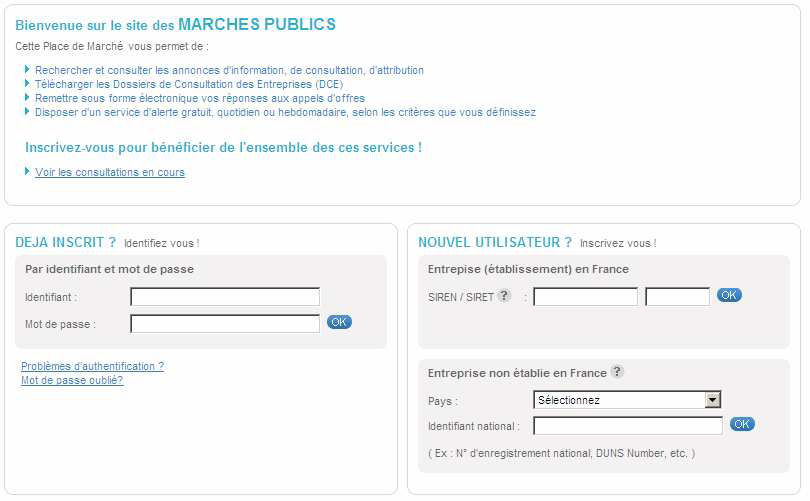 Bienvenue sur le site des MARCHES PUBLICS
Cette Place de Marché vous permet de :
Rechercher et consulter les annonces d'information, de consultation, d'attribution
Télécharger les Dossiers de Consultation des Entreprises (DCE)
Remettre sous forme électronique vos réponses aux appels d'offres
Disposer d'un service d'alerte gratuit, quotidien ou hebdomadaire, selon les critères que vous définissez
Inscrivez-vous pour bénéficier de l'ensemble des ces services !
Voir les consultations en cours
DEJA INSCRIT ? Identifiez vous !
Par identifiant et mot de passe
Identifiant :
Mot de passe : OK
Problèmes d'authentification ?
Mot de passe oublié?
NOUVEL UTILISATEUR ? Inscrivez vous !
Entrepise (établissement) en France
SIREN / SIRET ? : OK
Entreprise non établie en France ?
Pays : Sélectionnez
Identifiant national : OK
( Ex : N° d'enregistrement national, DUNS Number, etc, )